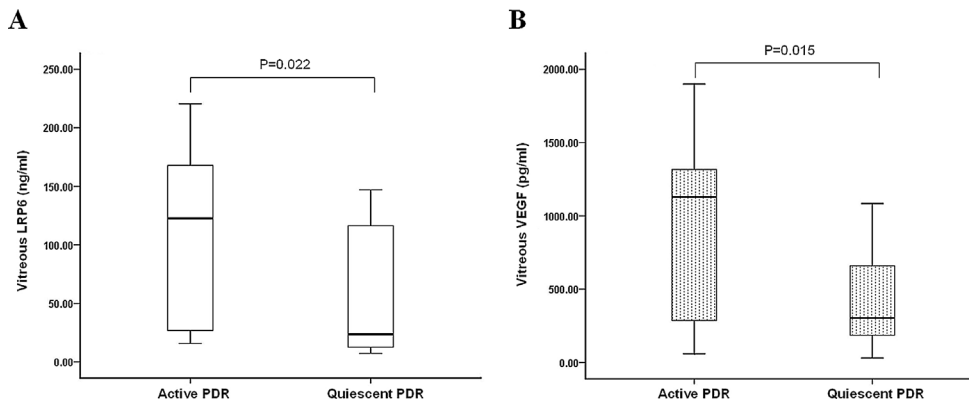 A
P=0.022
250.00
200.00
150.00
100.00
50.00
0.00
Vitreous LRP6 (ng/ml)
Active PDR
Quiescent PDR
B
P=0.015
2000.00
1500.00
1000.00
500.00
0.00
Vitreous VEGF (pg/ml)
Active PDR
Quiescent PDR